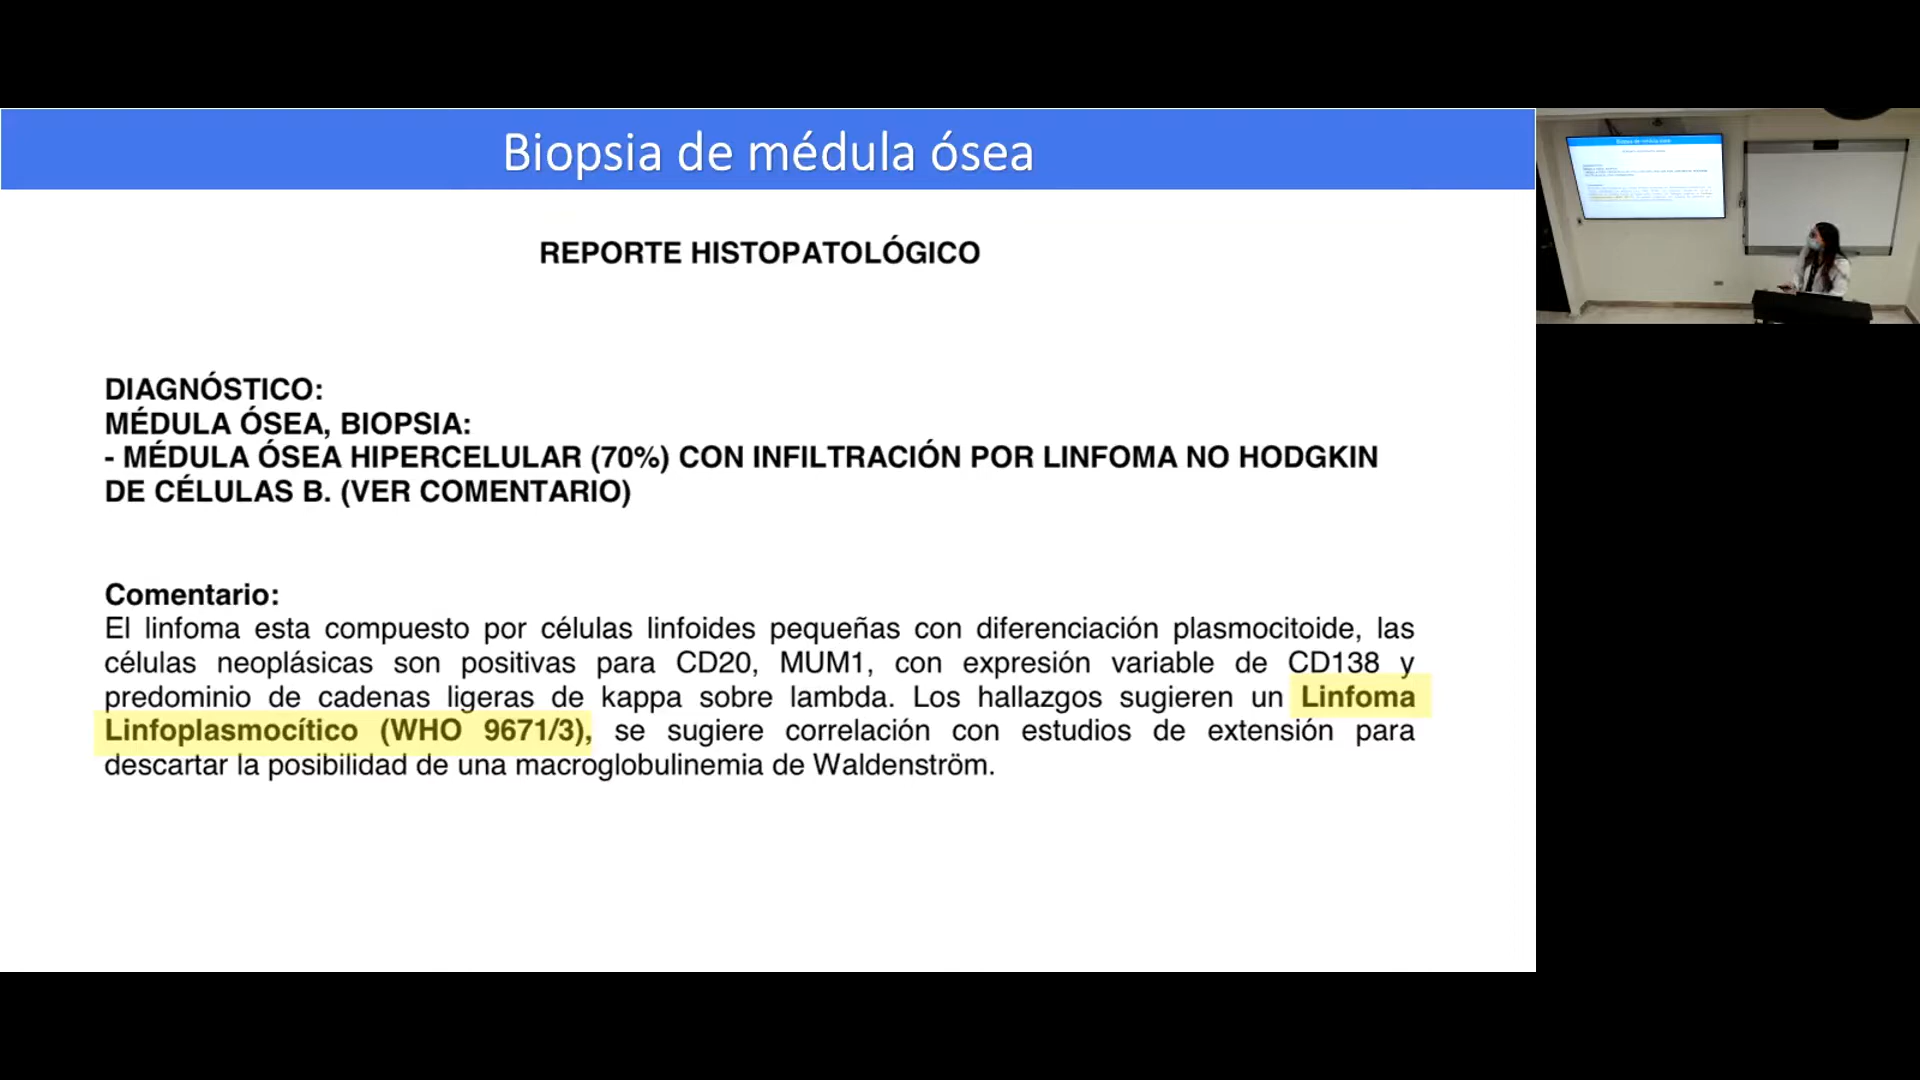 Biopsia de médula ósea
REPORTE HISTOPATOLÓGICO
DIAGNÓSTICO:
MÉDULA ÓSEA, BIOPSIA:
- MÉDULA ÓSEA HIPERCELULAR (70%) CON INFILTRACIÓN POR LINFOMA NO HODGKIN
DE CÉLULAS B. (VER COMENTARIO)
Comentario:
El linfoma esta compuesto por células linfoides pequeñas con diferenciación plasmocitoide, las
células neoplásicas son positivas para CD20, MUM1, con expresión variable de CD138 y
predominio de cadenas ligeras de kappa sobre lambda. Los hallazgos sugieren un Linfoma
Linfoplasmocítico (WHO 9671/3), se sugiere correlación con estudios de extensión para
descartar la posibilidad de una macroglobulinemia de Waldenström.
Biopsia de médula ósea